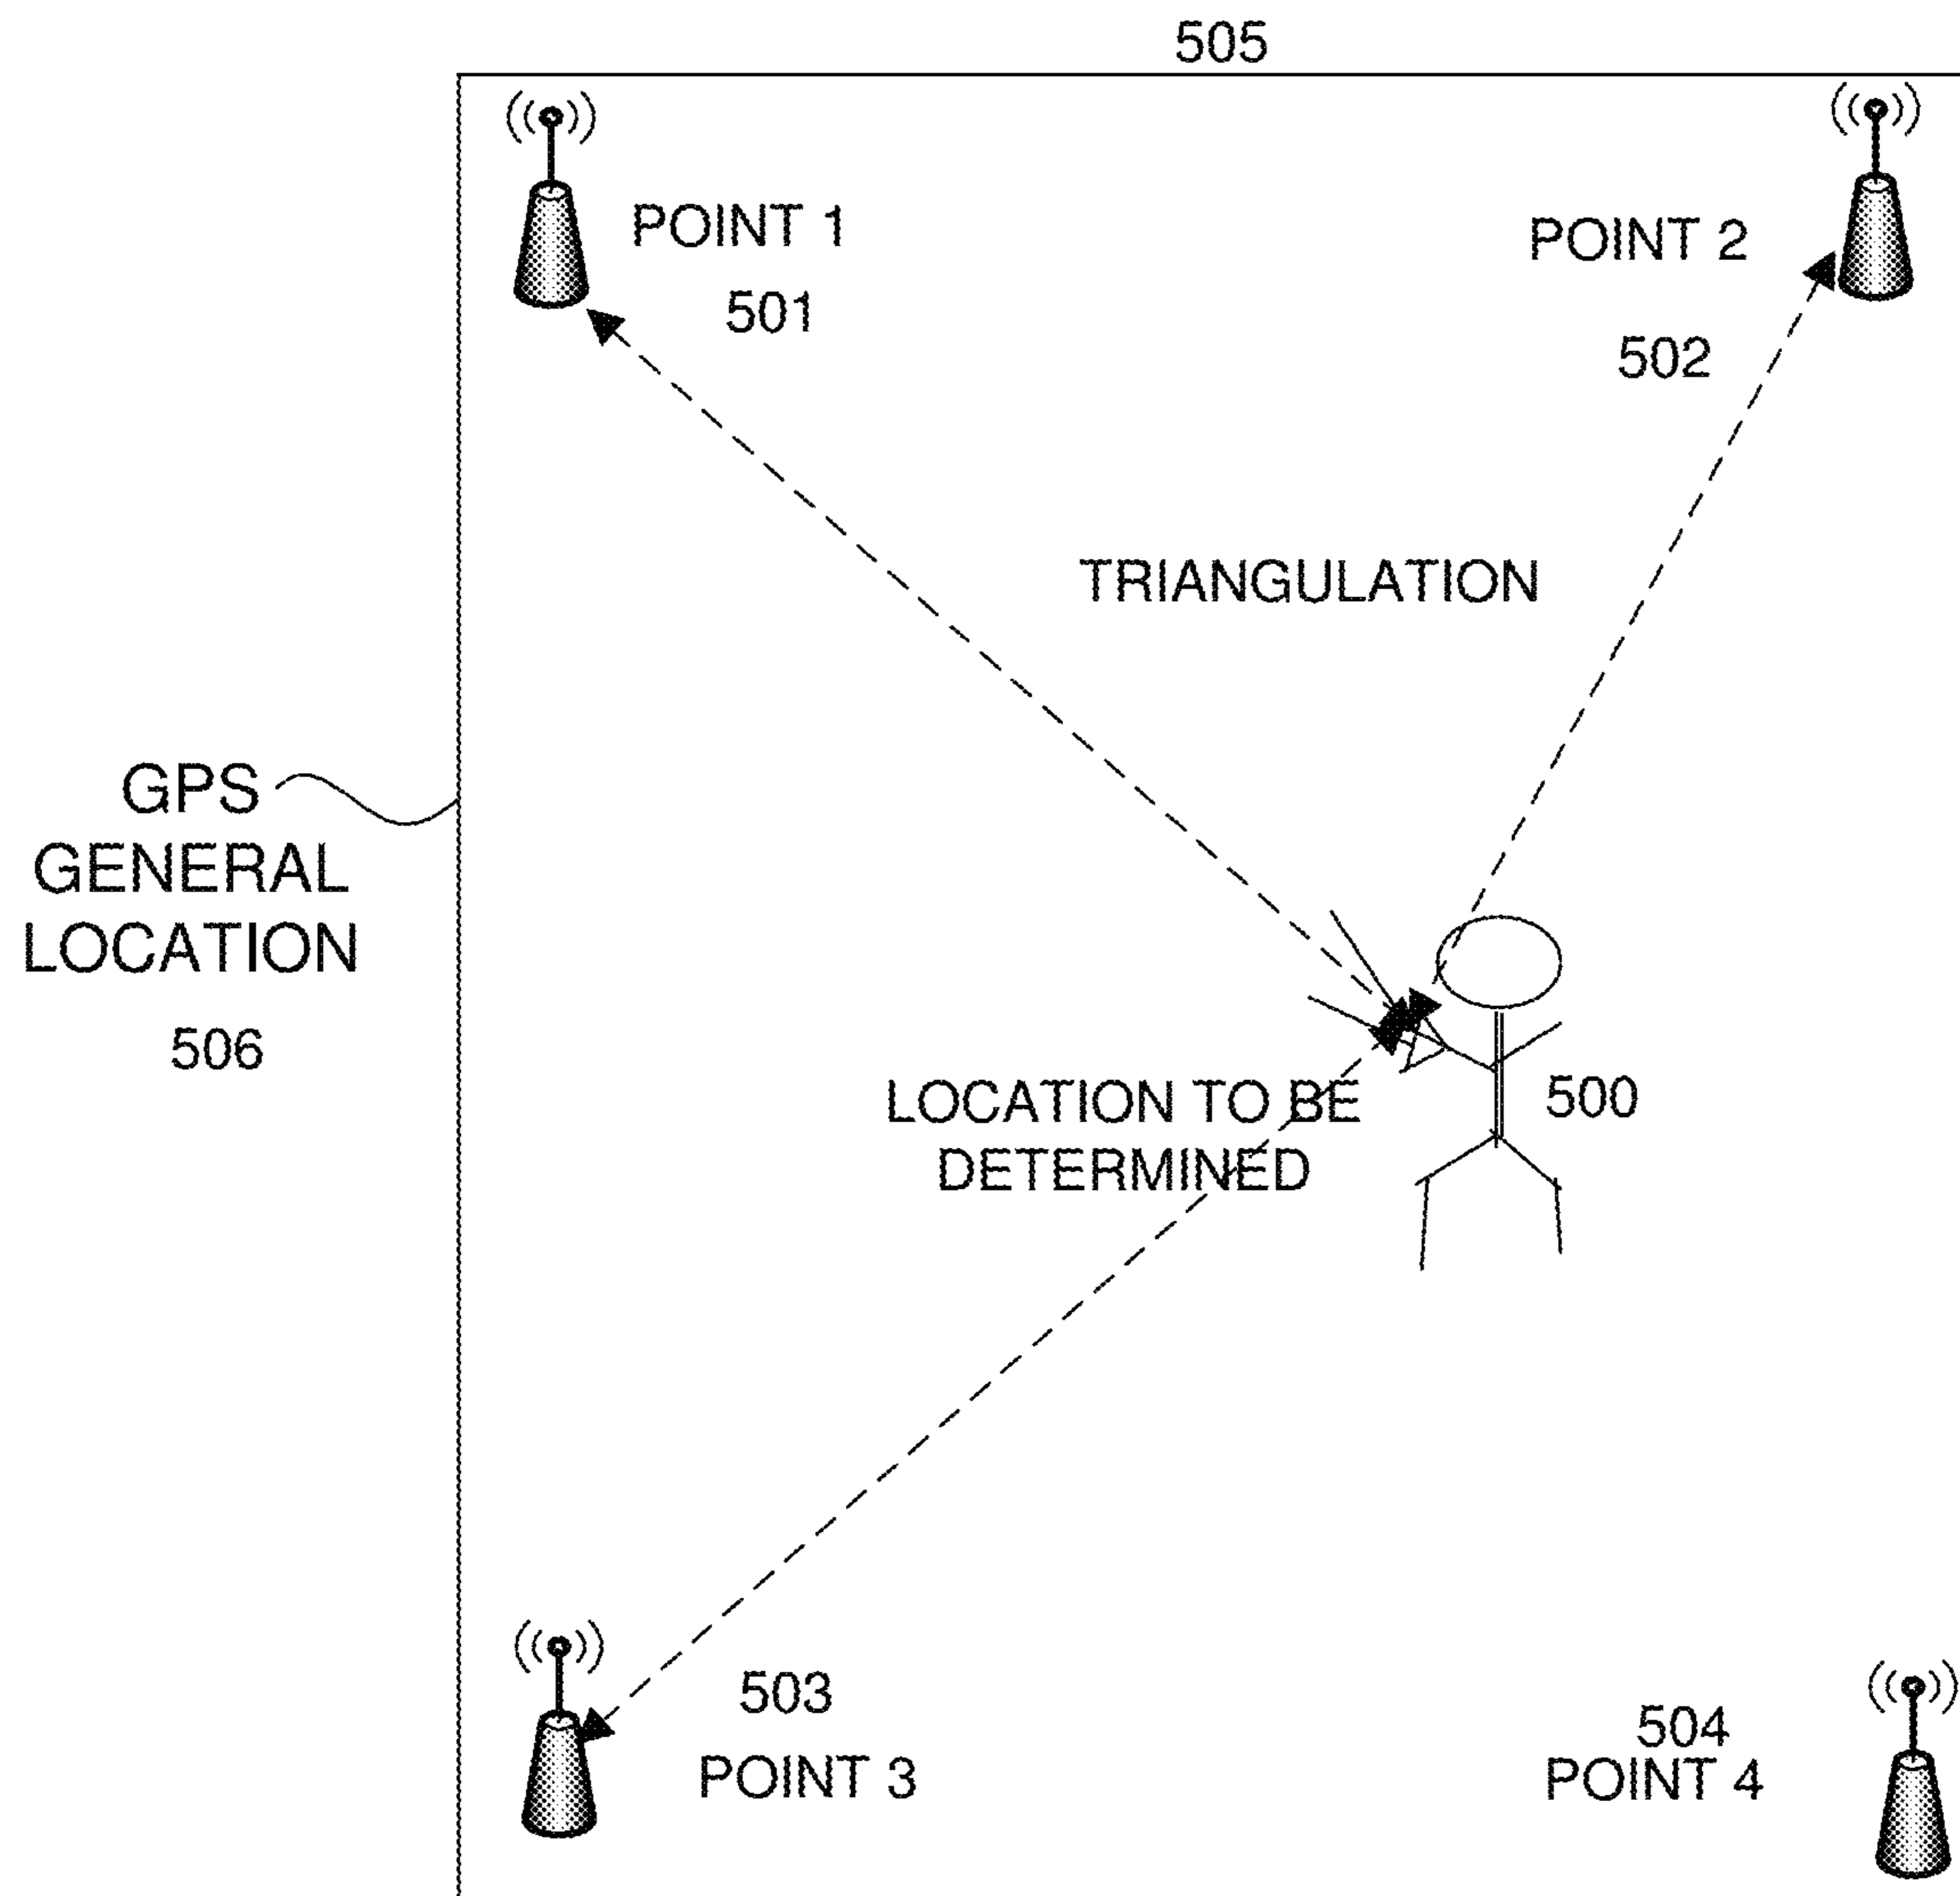 505
POINT 1
501
POINT 2
502
TRIANGULATION
GPS
GENERAL
LOCATION
506
LOCATION TO BE
DETERMINED
500
503
POINT 3
504
POINT 4